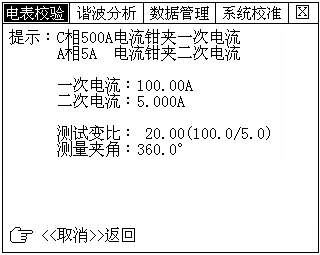 电表校验 谐波分析 数据管理 系统校准
提示：C相500A电流钳夹一次电流
A相5A 电流钳夹二次电流
一次电流：100.00A
二次电流：5.000A
测试变比： 20.00(100.0/5.0)
测量夹角：360.0°
<<取消>>返回